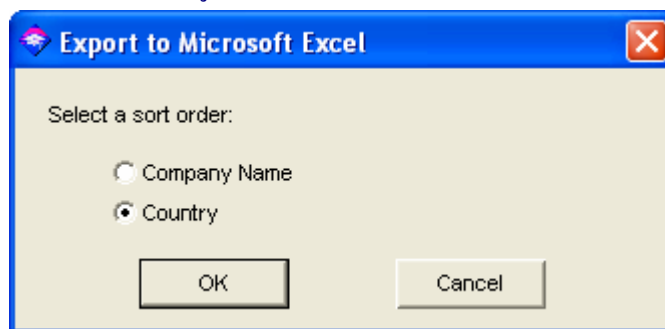 Export to Microsoft Excel
Select a sort order:
Company Name
Country
OK Cancel